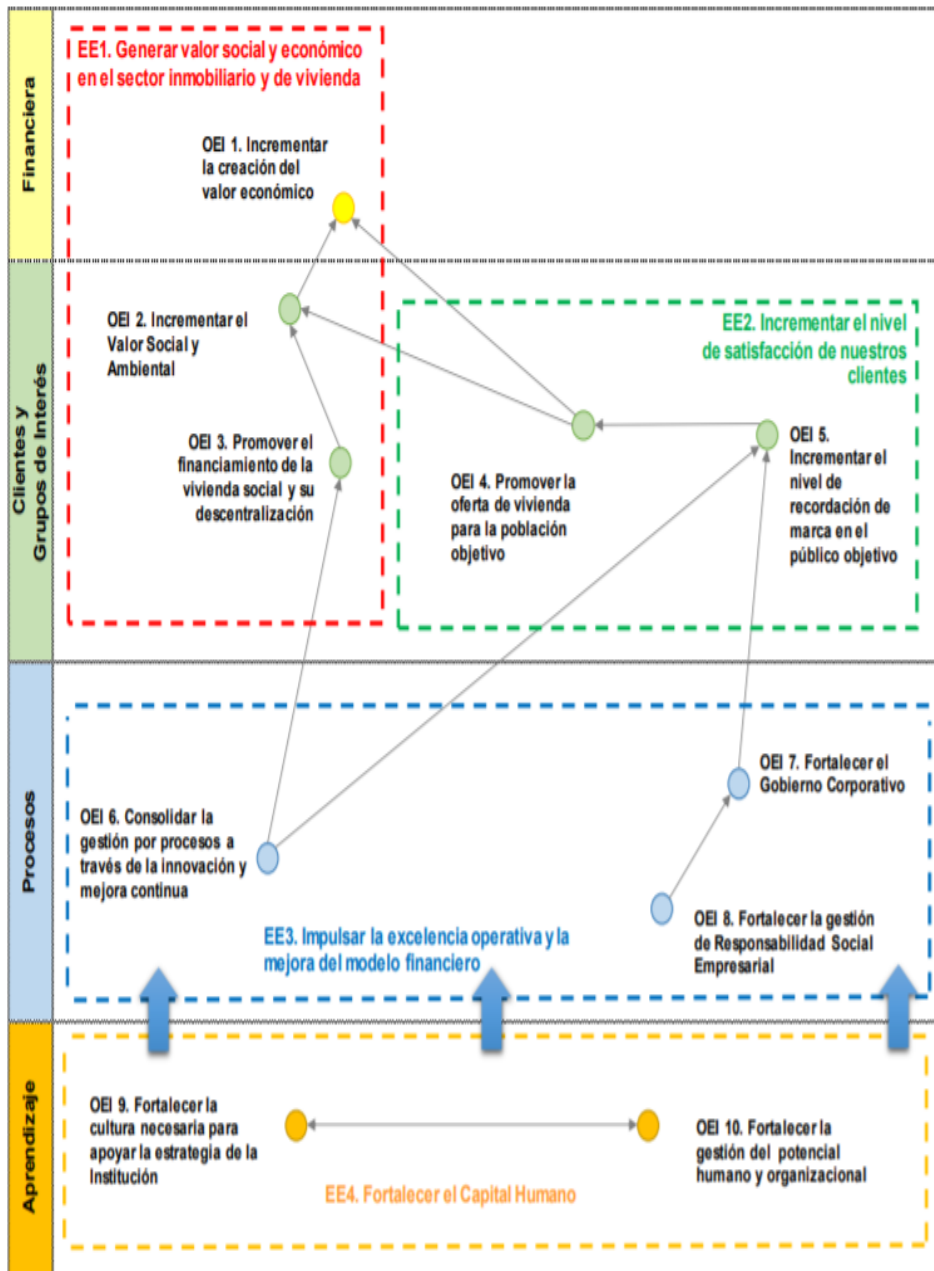 Financiera
EE1. Generar valor social y económico
en el sector inmobiliario y de vivienda
OEI 1. Incrementar
la creación del
valor económico
Clientes y
Grupos de Interés
OEI 2. Incrementar el
Valor Social y
Ambiental
OEI 3. Promover el
financiamiento de la
vivienda social y su
descentralización
EE2. Incrementar el nivel
de satisfacción de nuestros
clientes
OEI 4. Promover la
oferta de vivienda
para la población
objetivo
OEI 5.
Incrementar el
nivel de
recordación de
marca en el
público objetivo
Procesos
OEI 6. Consolidar la
gestión por procesos a
través de la innovación y
mejora continua
OEI 7. Fortalecer el
Gobierno Corporativo
OEI 8. Fortalecer la gestión
de Responsabilidad Social
Empresarial
EE3. Impulsar la excelencia operativa y la
mejora del modelo financiero
Aprendizaje
OEI 9. Fortalecer la
cultura necesaria para
apoyar la estrategia de la
Institución
OEI 10. Fortalecer la
gestión del potencial
humano y organizacional
EE4. Fortalecer el Capital Humano